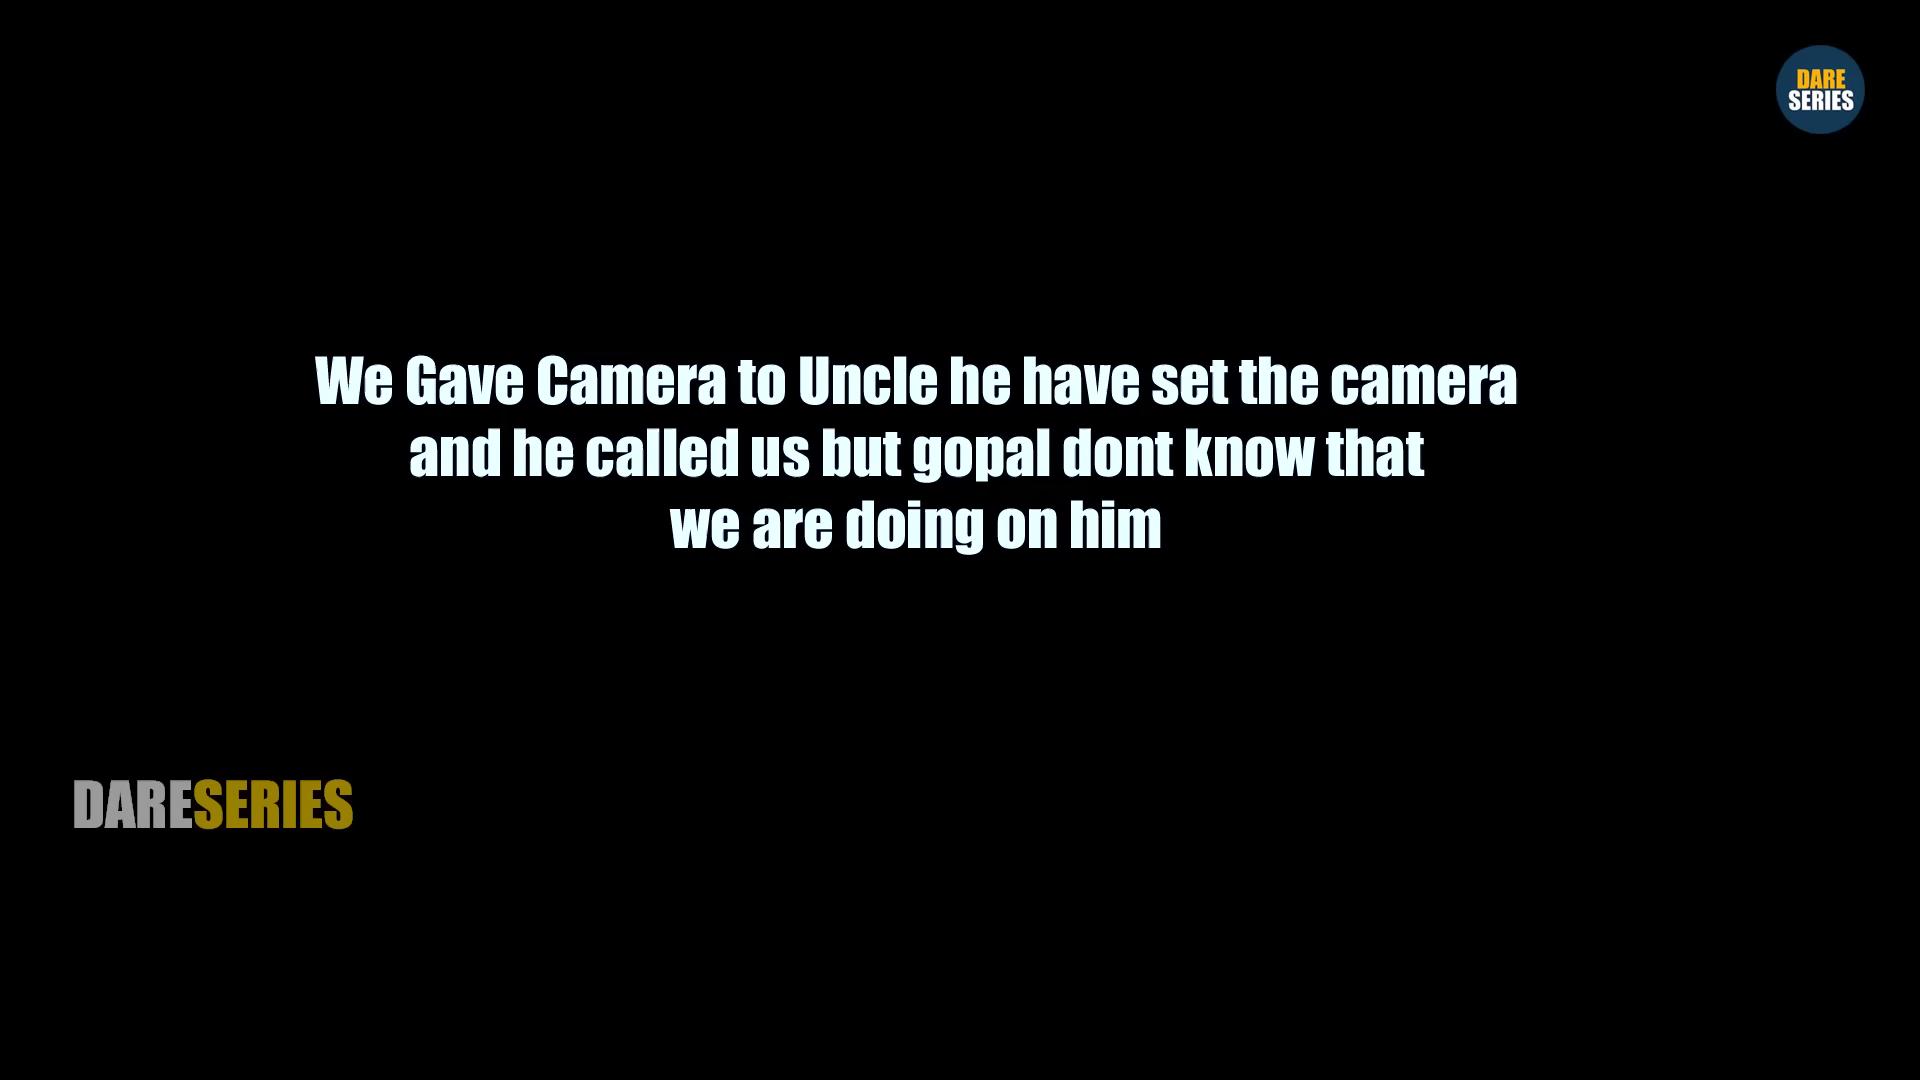 DARE
SERIES
We Gave Camera to Uncle he have set the camera
and he called us but gopal dont know that
we are doing on him
DARESERIES